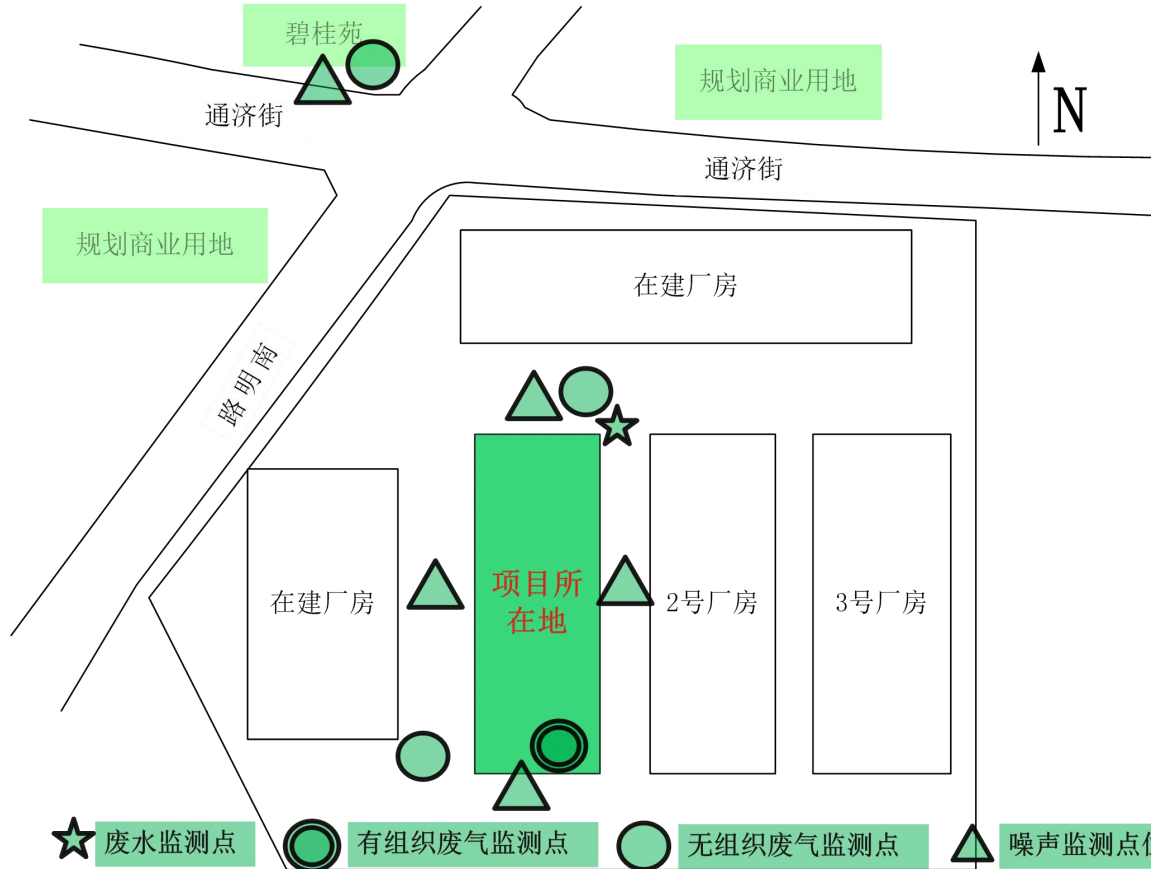 碧桂苑
规划商业用地
通济街
N
通济街
规划商业用地
在建厂房
路明南
项目所
在地
在建厂房
2号厂房
3号厂房
废水监测点
有组织废气监测点
无组织废气监测点
噪声监测点位